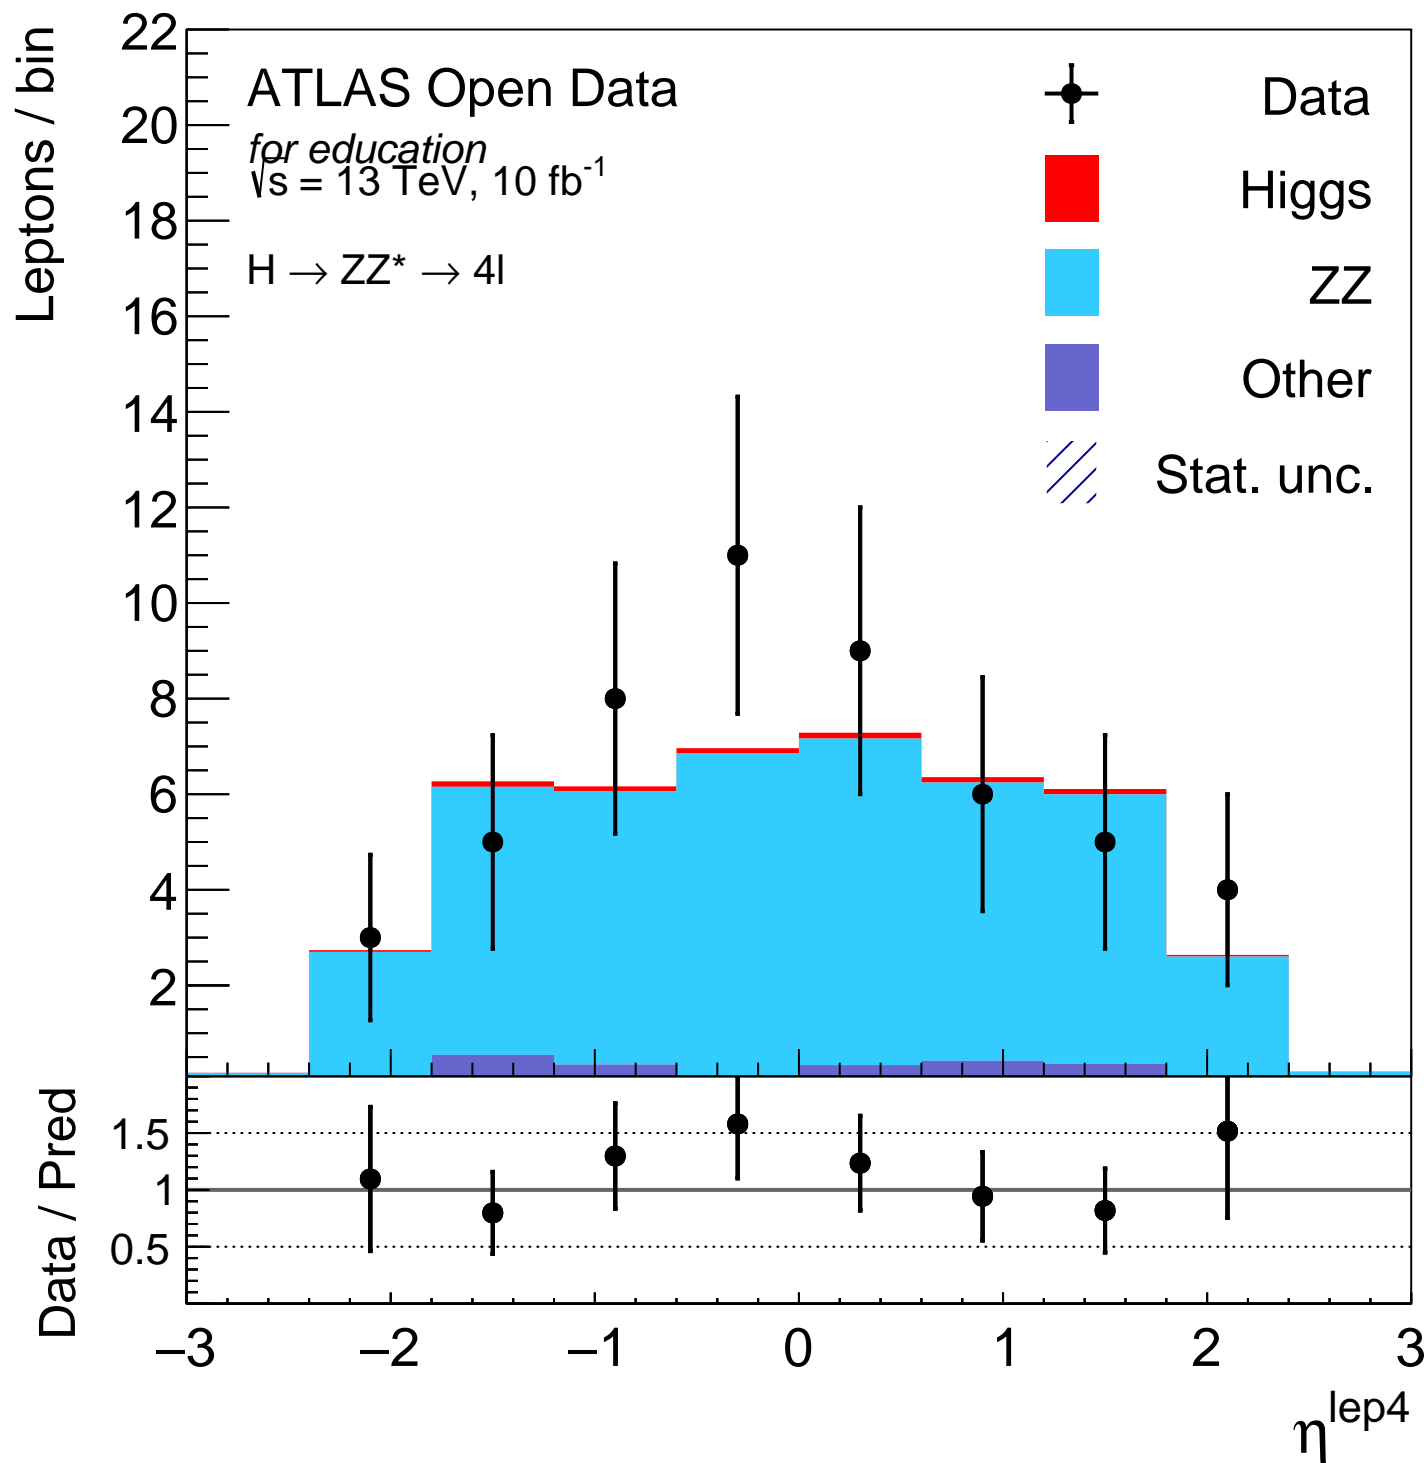 Leptons / bin
22
20
18
16
14
12
10
8
6
4
2
ATLAS Open Data
for education
√s = 13 TeV, 10 fb-1
H → ZZ* → 4l
Data
Higgs
ZZ
Other
Stat. unc.
Data / Pred
1.5
1
0.5
−3 −2 −1 0 1 2 3
ηlep4